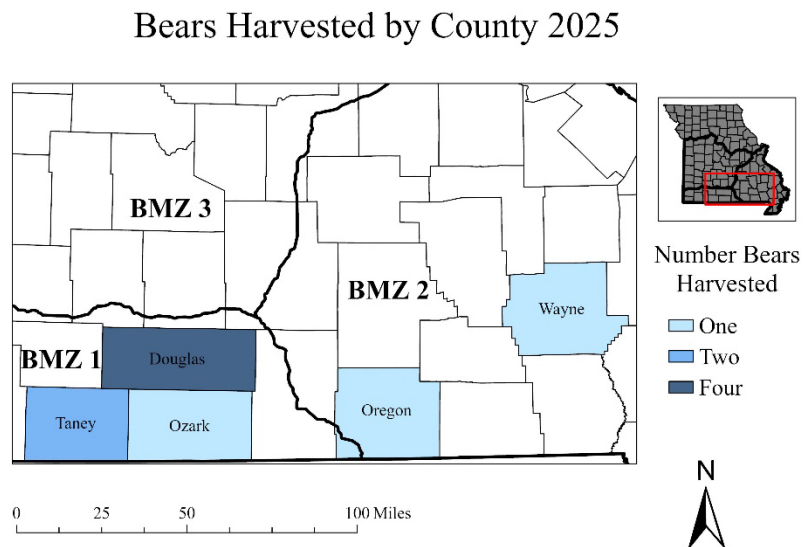 Bears Harvested by County 2025
BMZ 3
BMZ 2
Wayne
BMZ 1
Douglas
Taney
Ozark
Oregon
Number Bears
Harvested
One
Two
Four
0 25 50 100 Miles
N